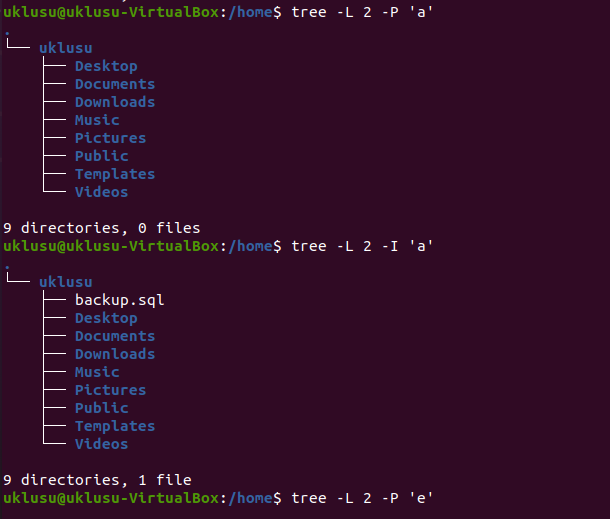 uklusu@uklusu-VirtualBox:/home$ tree -L 2 -P 'a'
.
└── uklusu
    ├── Desktop
    ├── Documents
    ├── Downloads
    ├── Music
    ├── Pictures
    ├── Public
    ├── Templates
    └── Videos
9 directories, 0 files
uklusu@uklusu-VirtualBox:/home$ tree -L 2 -I 'a'
.
└── uklusu
    ├── backup.sql
    ├── Desktop
    ├── Documents
    ├── Downloads
    ├── Music
    ├── Pictures
    ├── Public
    ├── Templates
    └── Videos
9 directories, 1 file
uklusu@uklusu-VirtualBox:/home$ tree -L 2 -P 'e'